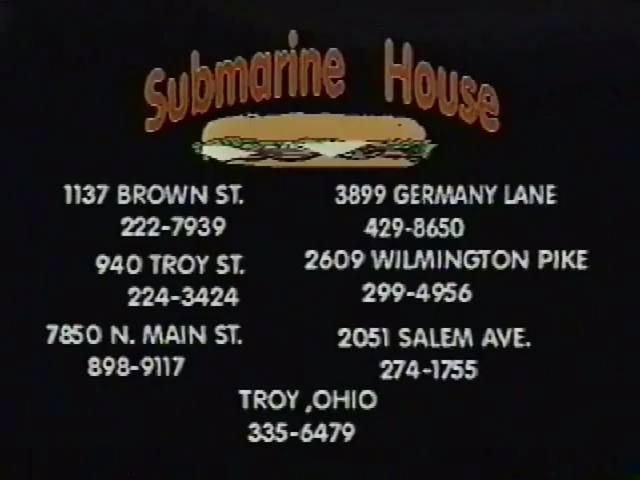 Submarine House
1137 BROWN ST.
222-7939
940 TROY ST.
224-3424
7850 N. MAIN ST.
898-9117
3899 GERMANY LANE
429-8650
2609 WILMINGTON PIKE
299-4956
2051 SALEM AVE.
274-1755
TROY ,OHIO
335-6479